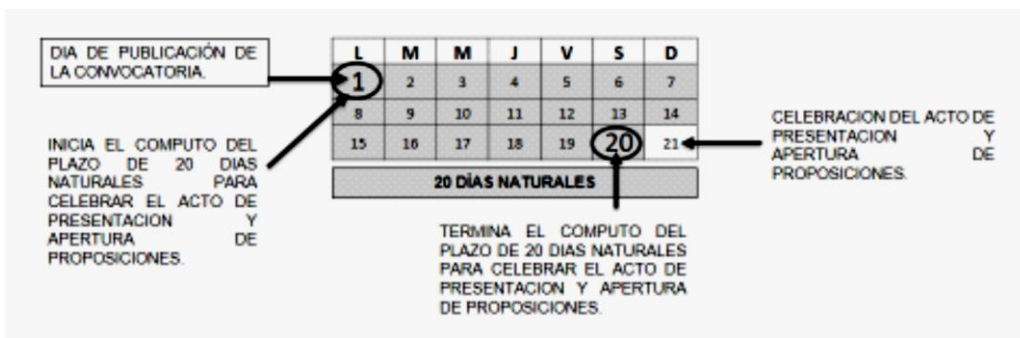 DIA DE PUBLICACIÓN DE
LA CONVOCATORIA.
L M M J V S D
1 2 3 4 5 6 7
8 9 10 11 12 13 14
15 16 17 18 19 20 21
20 DÍAS NATURALES
INICIA EL COMPUTO DEL
PLAZO DE 20 DIAS
NATURALES PARA
CELEBRAR EL ACTO DE
PRESENTACION Y
APERTURA DE
PROPOSICIONES.
TERMINA EL COMPUTO DEL
PLAZO DE 20 DIAS NATURALES
PARA CELEBRAR EL ACTO DE
PRESENTACION Y APERTURA
DE PROPOSICIONES.
CELEBRACION DEL ACTO DE
PRESENTACION Y
APERTURA DE
PROPOSICIONES.